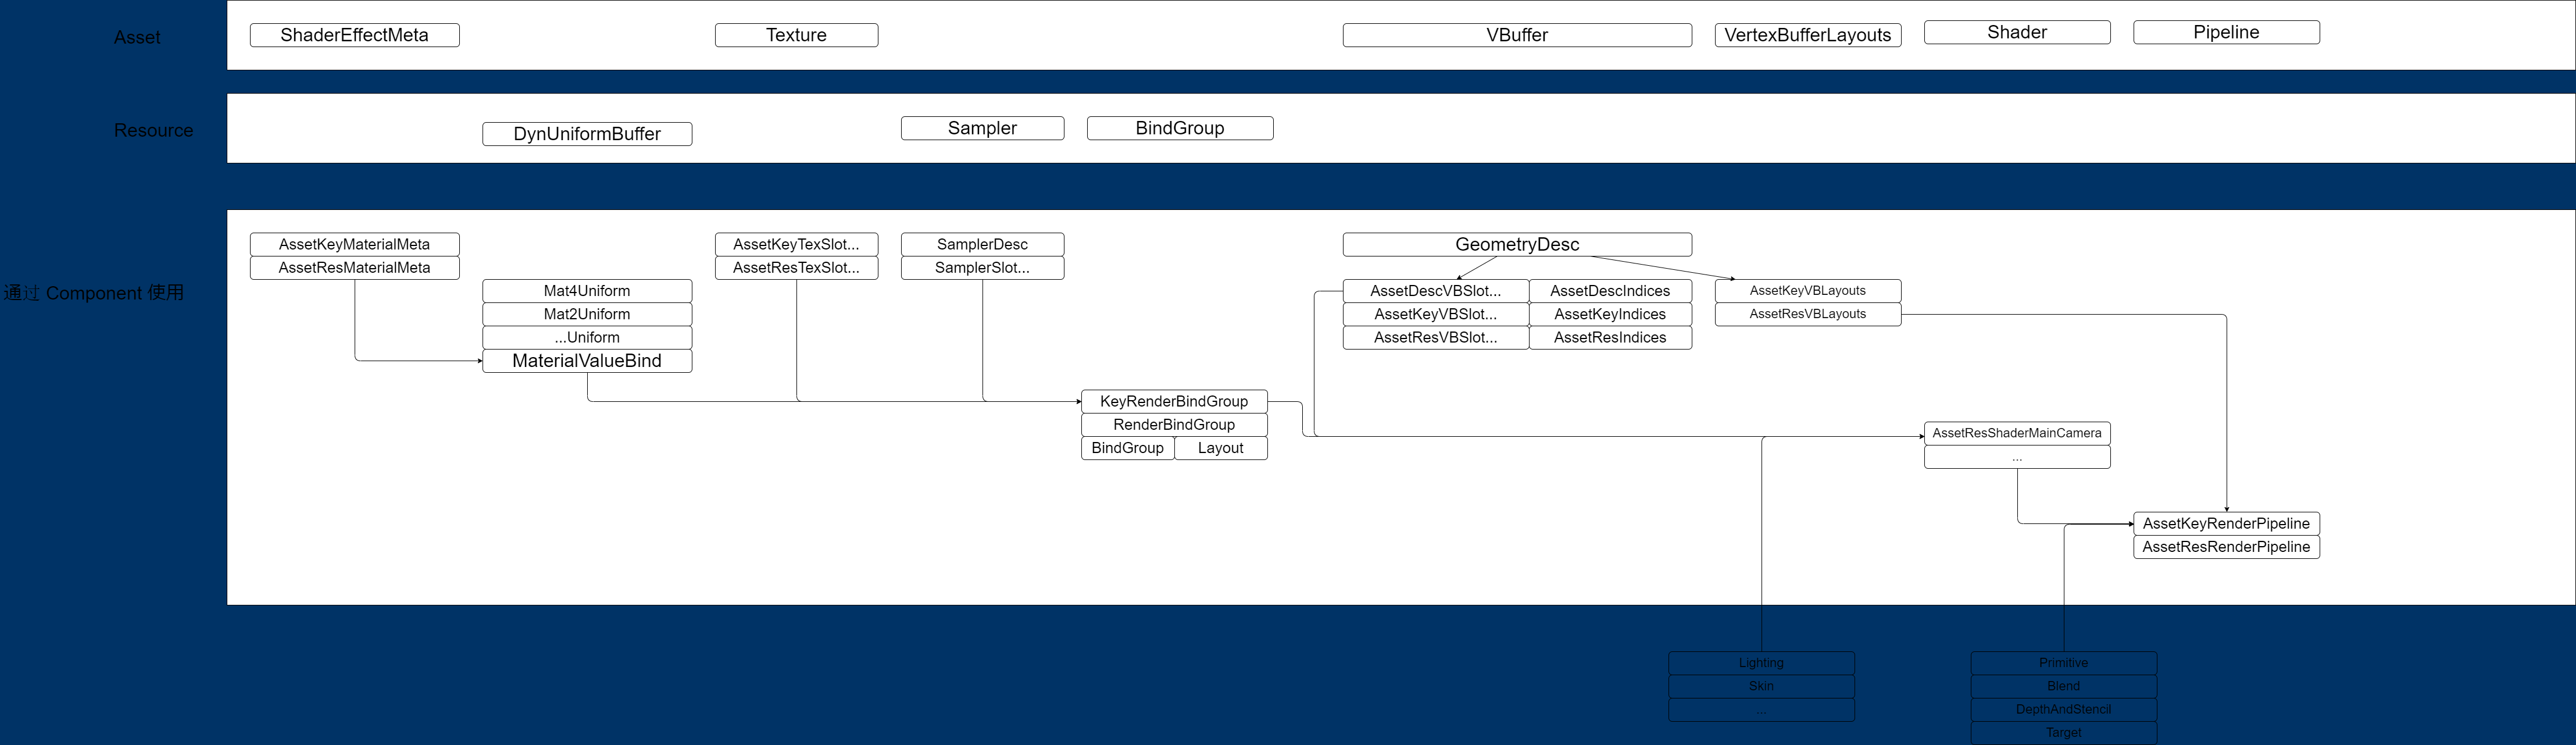 Asset
ShaderEffectMeta
Texture
VBuffer
VertexBufferLayouts
Shader
Pipeline
Resource
DynUniformBuffer
Sampler
BindGroup
通过 Component 使用
AssetKeyMaterialMeta
AssetResMaterialMeta
Mat4Uniform
Mat2Uniform
...Uniform
MaterialValueBind
AssetKeyTexSlot...
AssetResTexSlot...
SamplerDesc
SamplerSlot...
KeyRenderBindGroup
RenderBindGroup
BindGroup
Layout
GeometryDesc
AssetDescVBSlot...
AssetDescIndices
AssetKeyVBSlot...
AssetKeyIndices
AssetResVBSlot...
AssetResIndices
AssetKeyVBLayouts
AssetResVBLayouts
AssetResShaderMainCamera
...
AssetKeyRenderPipeline
AssetResRenderPipeline
Lighting
Skin
...
Primitive
Blend
DepthAndStencil
Target